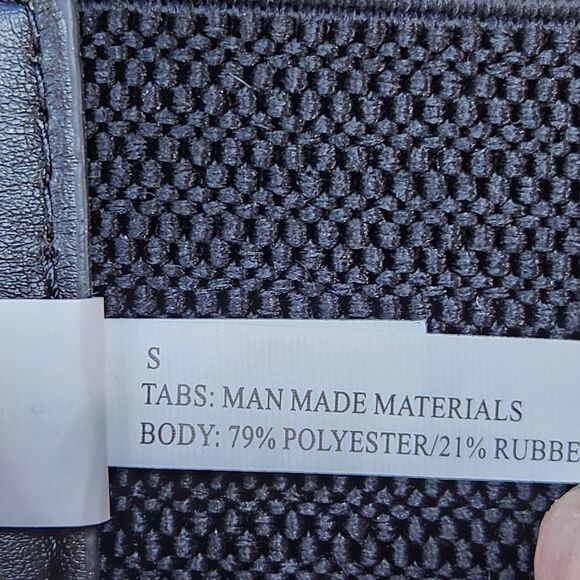 S
TABS: MAN MADE MATERIALS
BODY: 79% POLYESTER/21% RUBBE